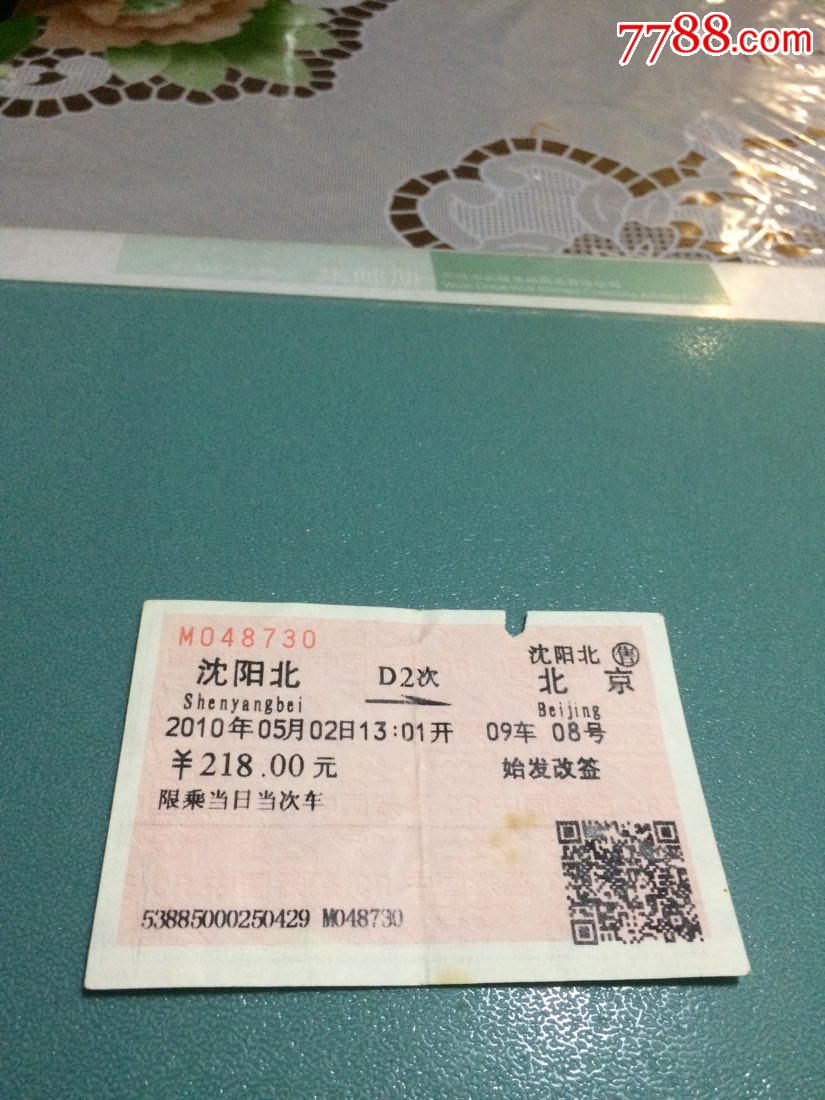 7788.com
M048730
沈阳北售
沈阳北 D2次 北京
Shenyangbei Beijing
2010年05月02日13:01开 09车 08号
¥218.00元 始发改签
限乘当日当次车
53885000250429 M048730